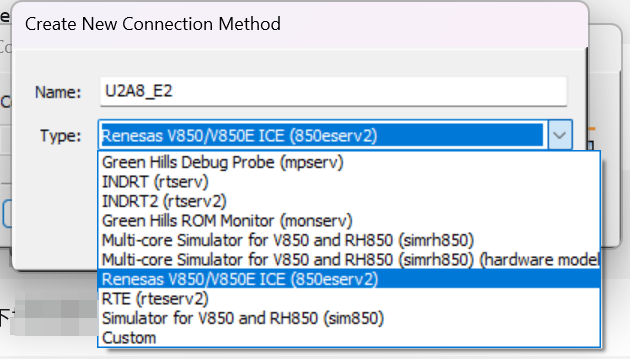 Create New Connection Method
Name:
U2A8_E2
Type:
Renesas V850/V850E ICE (850eserv2)
Green Hills Debug Probe (mpserv)
INDRT (rtserv)
INDRT2 (rtserv2)
Green Hills ROM Monitor (monserv)
Multi-core Simulator for V850 and RH850 (simrh850)
Multi-core Simulator for V850 and RH850 (simrh850) (hardware model
Renesas V850/V850E ICE (850eserv2)
RTE (rteserv2)
Simulator for V850 and RH850 (sim850)
Custom
下